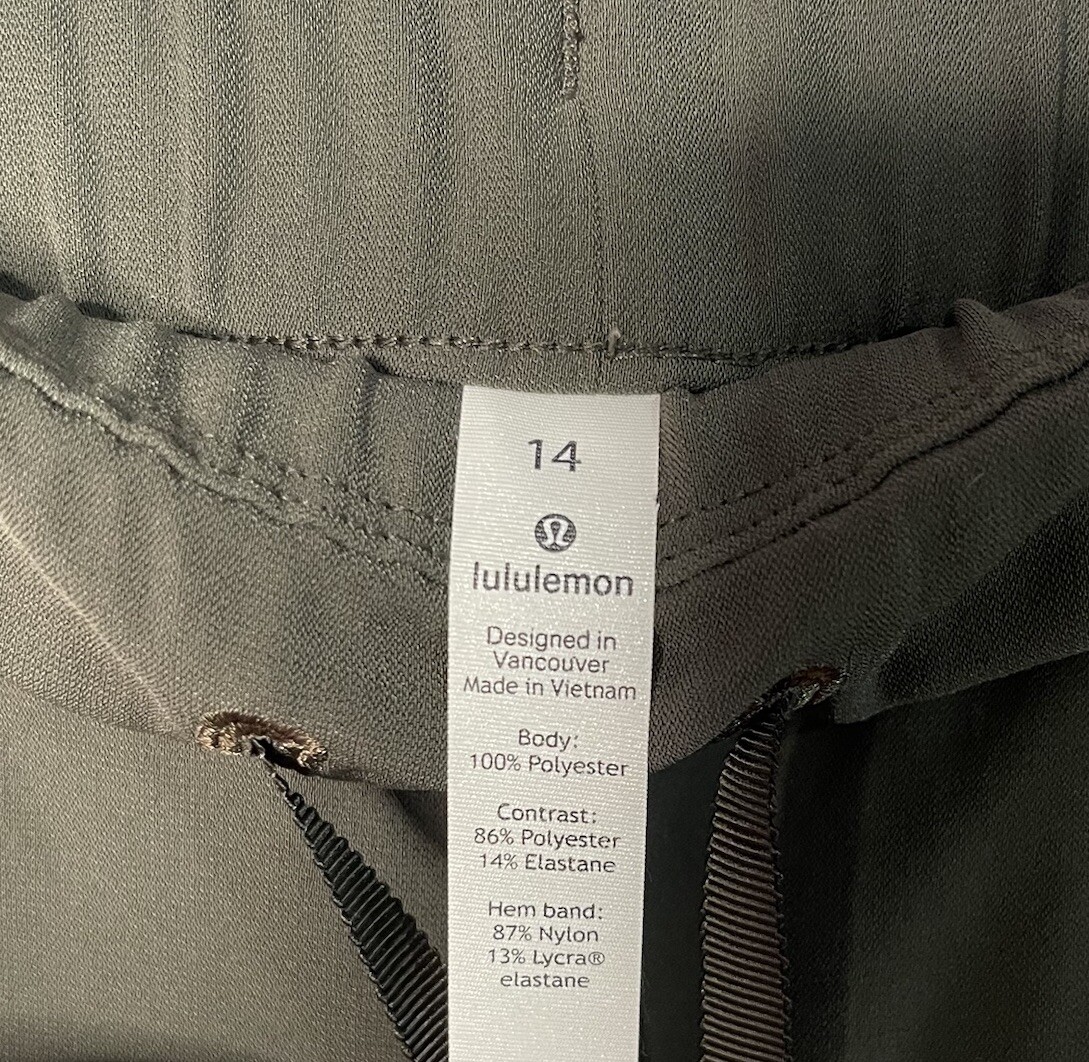 14
lululemon
Designed in
Vancouver
Made in Vietnam
Body:
100% Polyester
Contrast:
86% Polyester
14% Elastane
Hem band:
87% Nylon
13% Lycra®
elastane